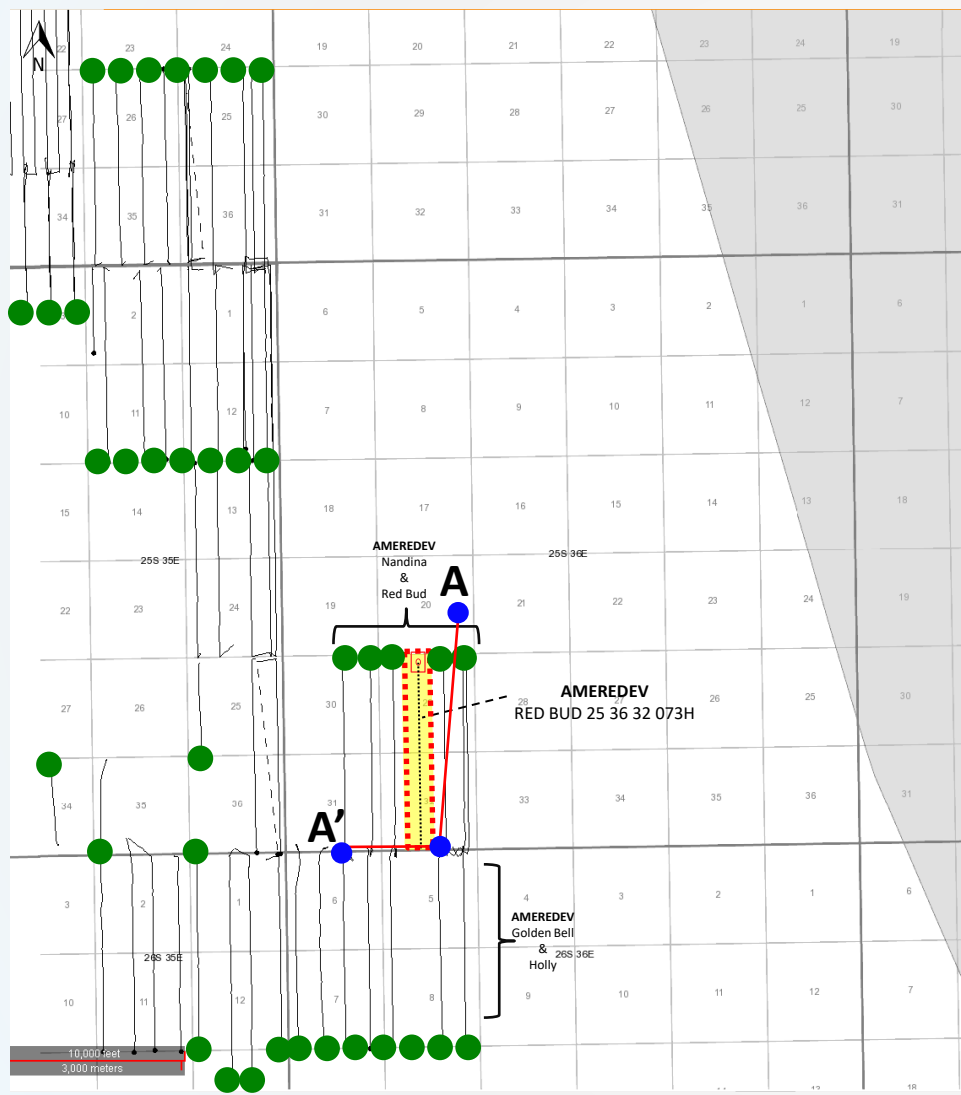 22 23 24 19 20 21 22 23 24 19
N
27 26 25 30 29 28 27 26 25 30
34 35 36 31 32 33 34 35 36 31
2 1 6 5 4 3 2 1 6
10 11 12 7 8 9 10 11 12 7
15 14 13 18 17 16 15 14 13 18
AMEREDEV
Nandina
&
Red Bud
25S 35E 25S 36E
A
22 23 24 19 20 21 22 23 24 19
27 26 25 30 28 27 26 25 30
AMEREDEV
RED BUD 25 36 32 073H
34 35 36 31 33 34 35 36 31
A’
3 2 1 6 5 4 3 2 1 6
AMEREDEV
Golden Bell
&
Holly
26S 35E 26S 36E
10 11 12 7 8 9 10 11 12 7
10,000 feet
3,000 meters
13 18